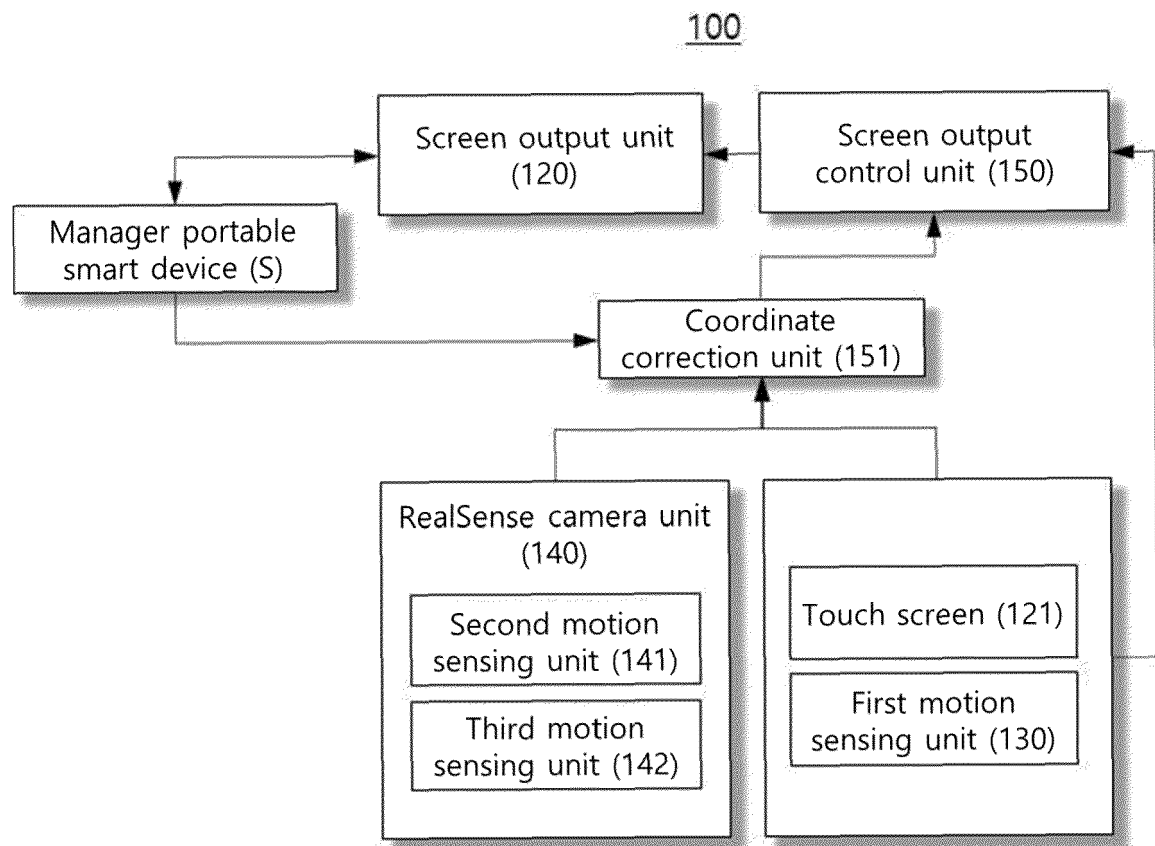 100
Screen output unit
(120)
Screen output
control unit (150)
Manager portable
smart device (S)
Coordinate
correction unit (151)
RealSense camera unit
(140)
Second motion
sensing unit (141)
Third motion
sensing unit (142)
Touch screen (121)
First motion
sensing unit (130)